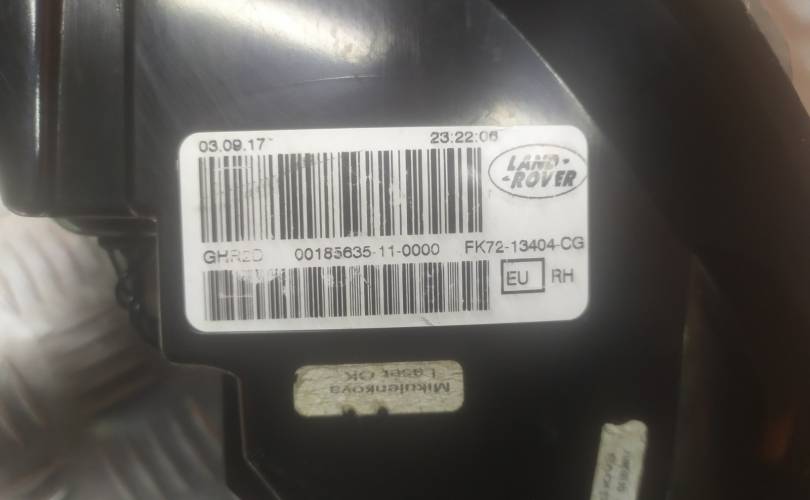 03.09.17 23:22:06
LAND-
-ROVER
GHR2D 00185635-11-0000 FK72-13404-CG
EU RH
Mikulenkova
Laser OK